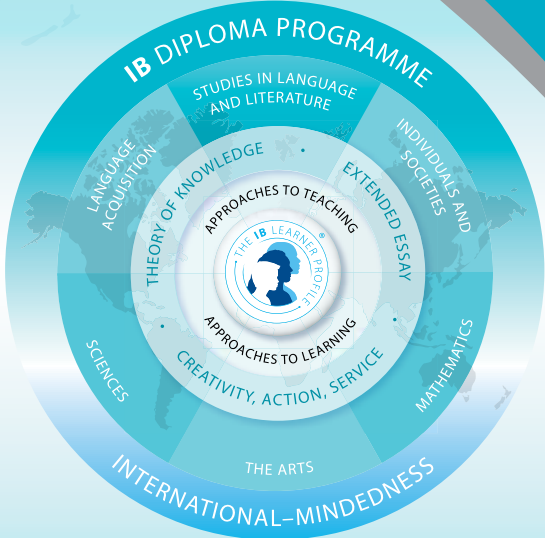 IB DIPLOMA PROGRAMME
STUDIES IN LANGUAGE
AND LITERATURE
LANGUAGE
ACQUISITION
INDIVIDUALS AND
SOCIETIES
THEORY OF KNOWLEDGE
EXTENDED ESSAY
APPROACHES TO TEACHING
THE IB LEARNER PROFILE
®
APPROACHES TO LEARNING
CREATIVITY, ACTION, SERVICE
SCIENCES
MATHEMATICS
THE ARTS
INTERNATIONAL–MINDEDNESS